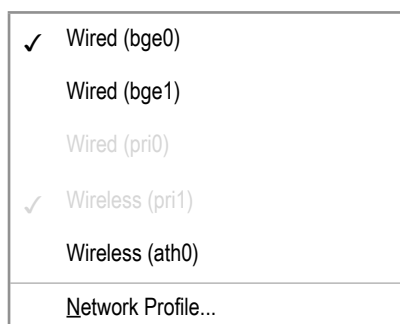 ✓ Wired (bge0)
Wired (bge1)
Wired (pri0)
✓ Wireless (pri1)
Wireless (ath0)
Network Profile...